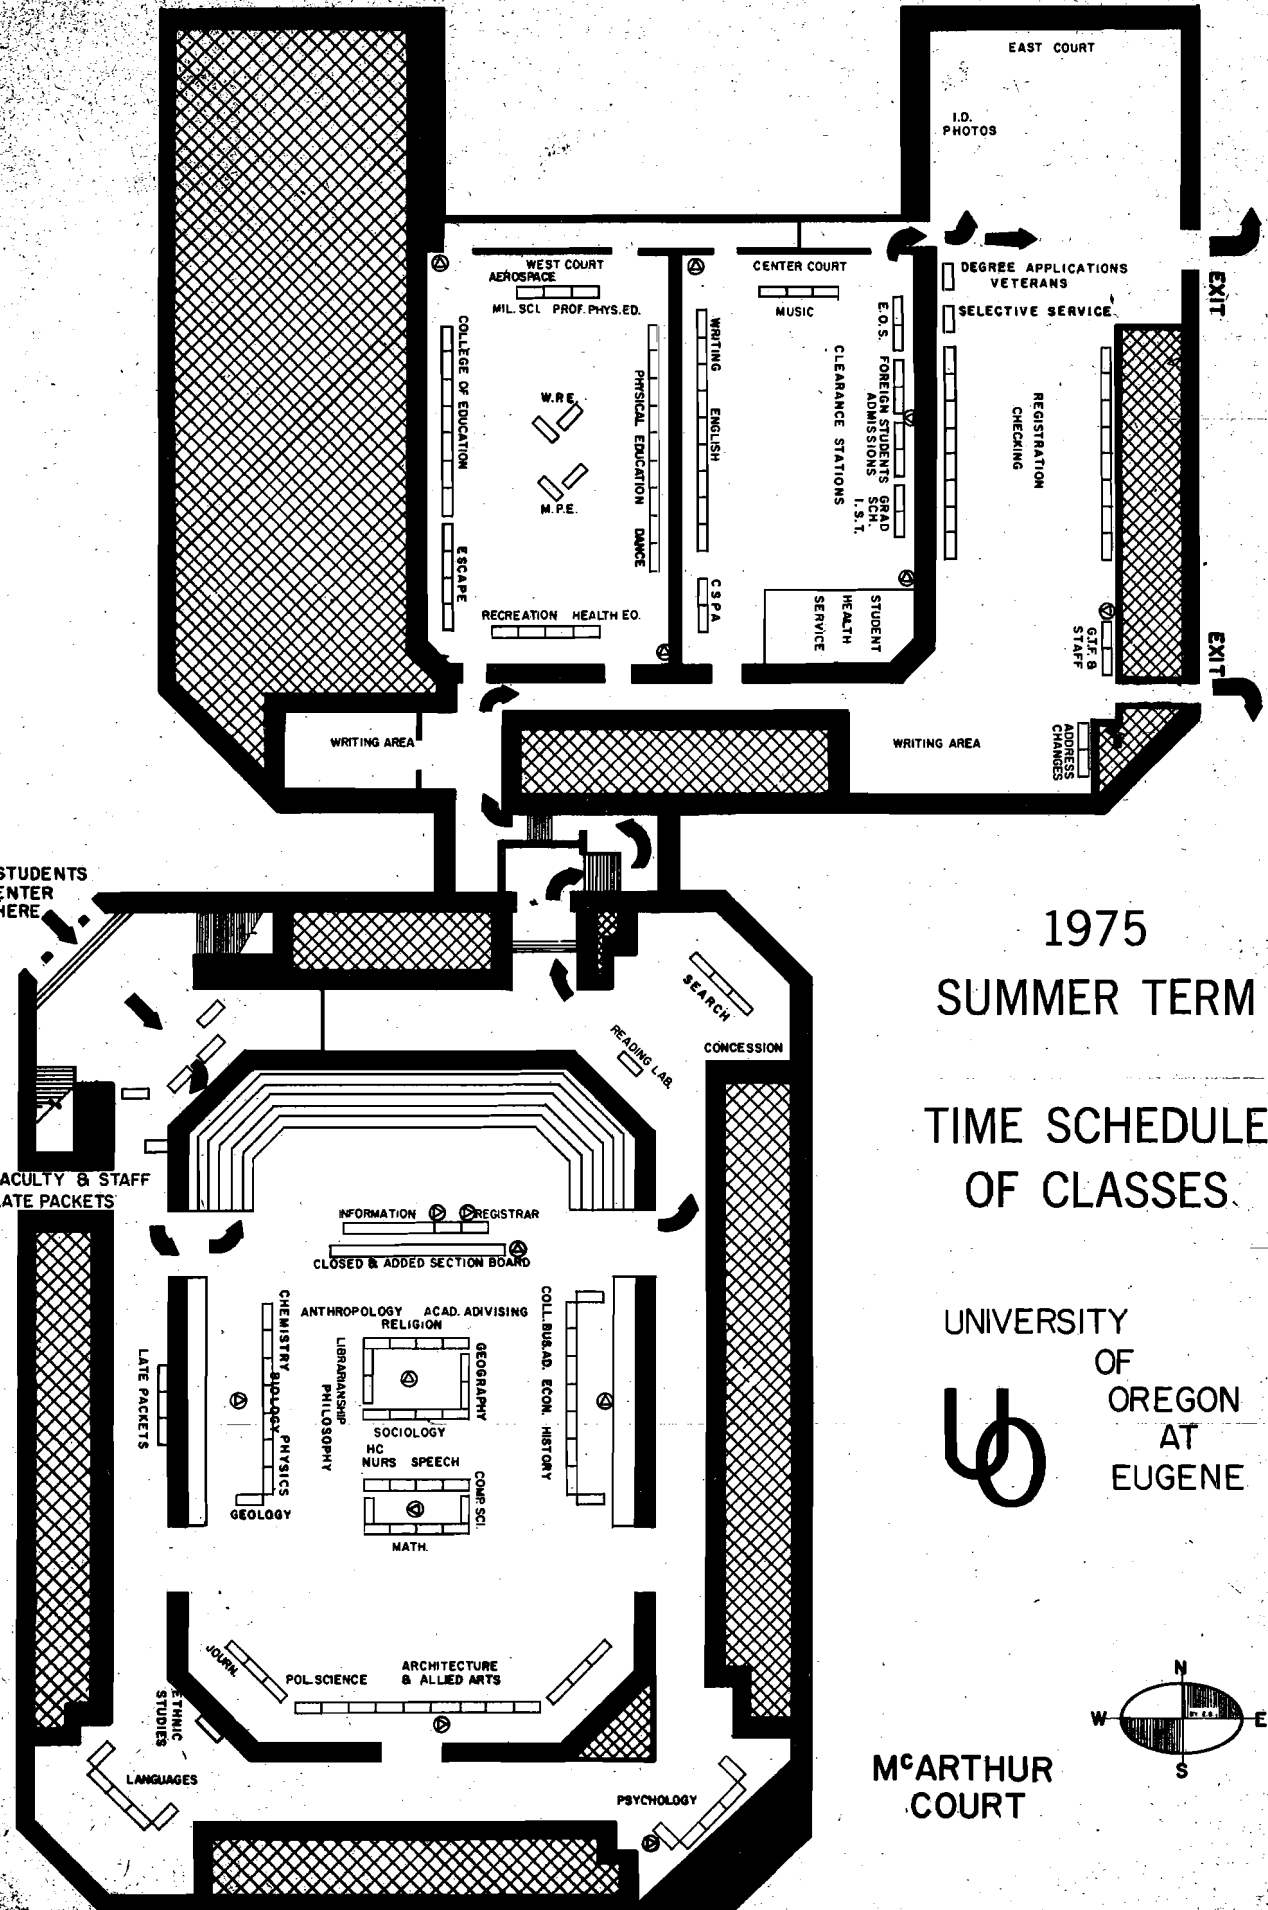 EAST COURT
I.D.
PHOTOS
WEST COURT
AEROSPACE
MIL. SCI. PROF. PHYS. ED.
CENTER COURT
MUSIC
DEGREE APPLICATIONS
VETERANS
SELECTIVE SERVICE
EXIT
COLLEGE OF EDUCATION
ESCAPE
W.P.E.
M.P.E.
PHYSICAL EDUCATION DANCE
RECREATION HEALTH EO.
WRITING ENGLISH
CSPA
CLEARANCE STATIONS
E.O.S. FOREIGN STUDENTS
ADMISSIONS
GRAD
SCH.
I.S.T.
STUDENT
HEALTH
SERVICE
REGISTRATION
CHECKING
G.T.F. &
STAFF
EXIT
WRITING AREA
WRITING AREA
ADDRESS
CHANGES
STUDENTS
ENTER
HERE
SEARCH
READING LAB.
CONCESSION
ACULTY & STAFF
ATE PACKETS
INFORMATION
REGISTRAR
CLOSED & ADDED SECTION BOARD
LATE PACKETS
CHEMISTRY BIOLOGY PHYSICS
GEOLOGY
ANTHROPOLOGY ACAD. ADIVISING
RELIGION
LIBRARIANSHIP
PHILOSOPHY
GEOGRAPHY
SOCIOLOGY
HC
NURS SPEECH
COMP. SCI.
MATH.
COLL. BUS. AD. ECON. HISTORY
JOURN.
POL. SCIENCE
ARCHITECTURE
& ALLIED ARTS
ETHNIC
STUDIES
LANGUAGES
PSYCHOLOGY
1975
SUMMER TERM
TIME SCHEDULE
OF CLASSES
UNIVERSITY
OF
OREGON
AT
EUGENE
UO
N
W E
S
McARTHUR
COURT